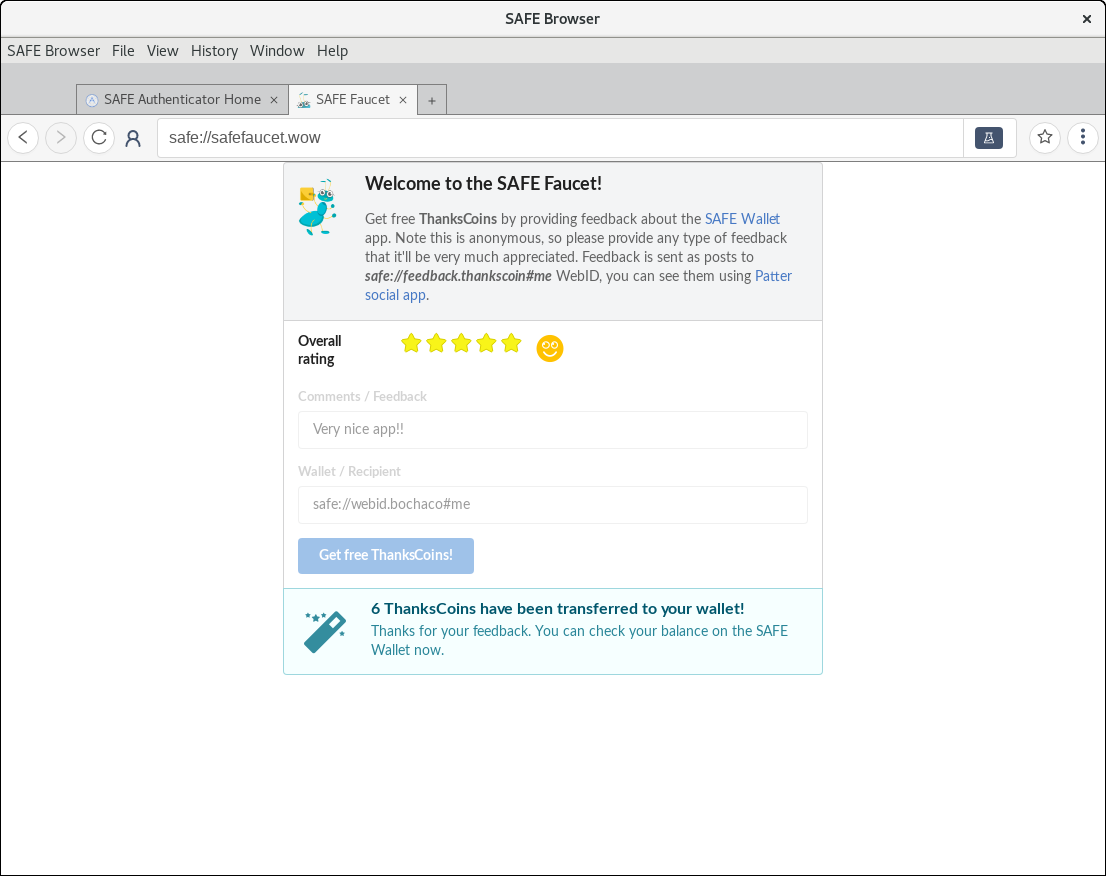 SAFE Browser
SAFE Browser File View History Window Help
SAFE Authenticator Home × SAFE Faucet × +
safe://safefaucet.wow
Welcome to the SAFE Faucet!
Get free ThanksCoins by providing feedback about the SAFE Wallet
app. Note this is anonymous, so please provide any type of feedback
that it'll be very much appreciated. Feedback is sent as posts to
safe://feedback.thankscoin#me WebID, you can see them using Patter
social app.
Overall
rating
Comments / Feedback
Very nice app!!
Wallet / Recipient
safe://webid.bochaco#me
Get free ThanksCoins!
6 ThanksCoins have been transferred to your wallet!
Thanks for your feedback. You can check your balance on the SAFE
Wallet now.